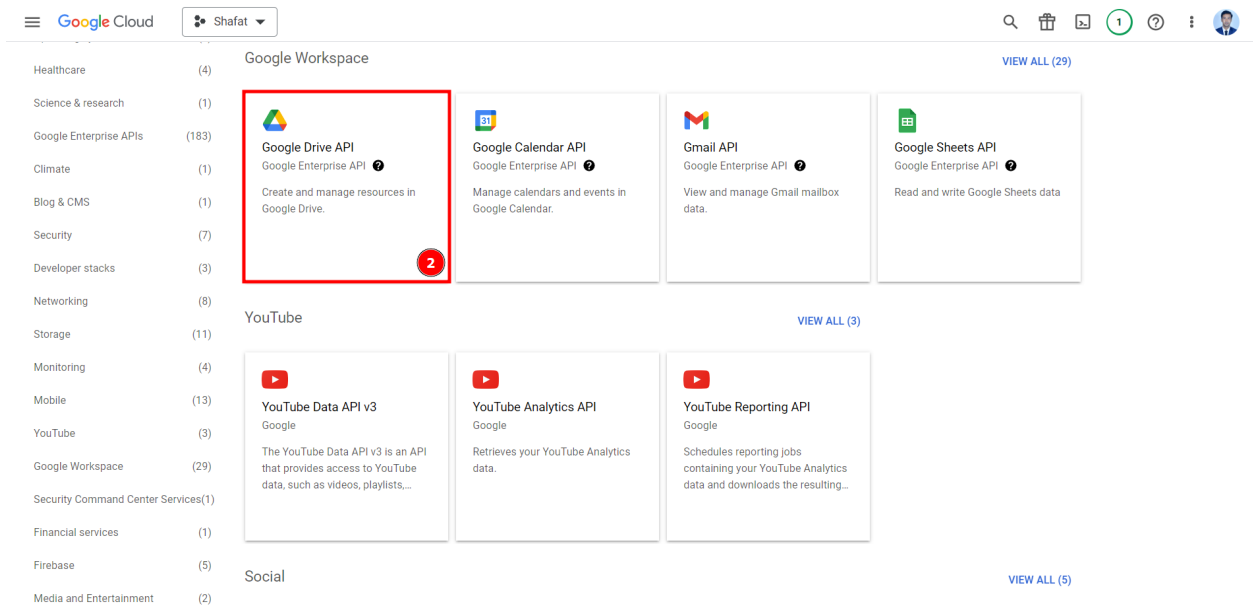 Google Cloud
Shafat
1
Healthcare (4)
Science & research (1)
Google Enterprise APIs (183)
Climate (1)
Blog & CMS (1)
Security (7)
Developer stacks (3)
Networking (8)
Storage (11)
Monitoring (4)
Mobile (13)
YouTube (3)
Google Workspace (29)
Security Command Center Services(1)
Financial services (1)
Firebase (5)
Media and Entertainment (2)
Google Workspace
VIEW ALL (29)
Google Drive API
Google Enterprise API ?
Create and manage resources in
Google Drive.
2
31
Google Calendar API
Google Enterprise API ?
Manage calendars and events in
Google Calendar.
Gmail API
Google Enterprise API ?
View and manage Gmail mailbox
data.
Google Sheets API
Google Enterprise API ?
Read and write Google Sheets data
YouTube
VIEW ALL (3)
YouTube Data API v3
Google
The YouTube Data API v3 is an API
that provides access to YouTube
data, such as videos, playlists,...
YouTube Analytics API
Google
Retrieves your YouTube Analytics
data.
YouTube Reporting API
Google
Schedules reporting jobs
containing your YouTube Analytics
data and downloads the resulting...
Social
VIEW ALL (5)